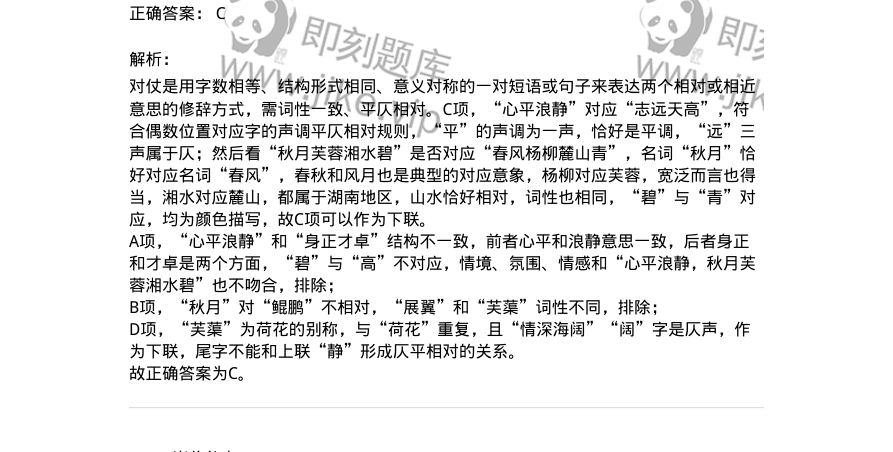 正确答案： C
解析：
对仗是用字数相等、结构形式相同、意义对称的一对短语或句子来表达两个相对或相近
意思的修辞方式，需词性一致、平仄相对。C项，“心平浪静”对应“志远天高”，符
合偶数位置对应字的声调平仄相对规则，“平”的声调为一声，恰好是平调，“远”三
声属于仄；然后看“秋月芙蓉湘水碧”是否对应“春风杨柳麓山青”，名词“秋月”恰
好对应名词“春风”，春秋和风月也是典型的对应意象，杨柳对应芙蓉，宽泛而言也得
当，湘水对应麓山，都属于湖南地区，山水恰好相对，词性也相同，“碧”与“青”对
应，均为颜色描写，故C项可以作为下联。
A项，“心平浪静”和“身正才卓”结构不一致，前者心平和浪静意思一致，后者身正
和才卓是两个方面，“碧”与“高”不对应，情境、氛围、情感和“心平浪静，秋月芙
蓉湘水碧”也不吻合，排除；
B项，“秋月”对“鲲鹏”不相对，“展翼”和“芙蕖”词性不同，排除；
D项，“芙蕖”为荷花的别称，与“荷花”重复，且“情深海阔”“阔”字是仄声，作
为下联，尾字不能和上联“静”形成仄平相对的关系。
故正确答案为C。
即刻题库
www.jike.vip